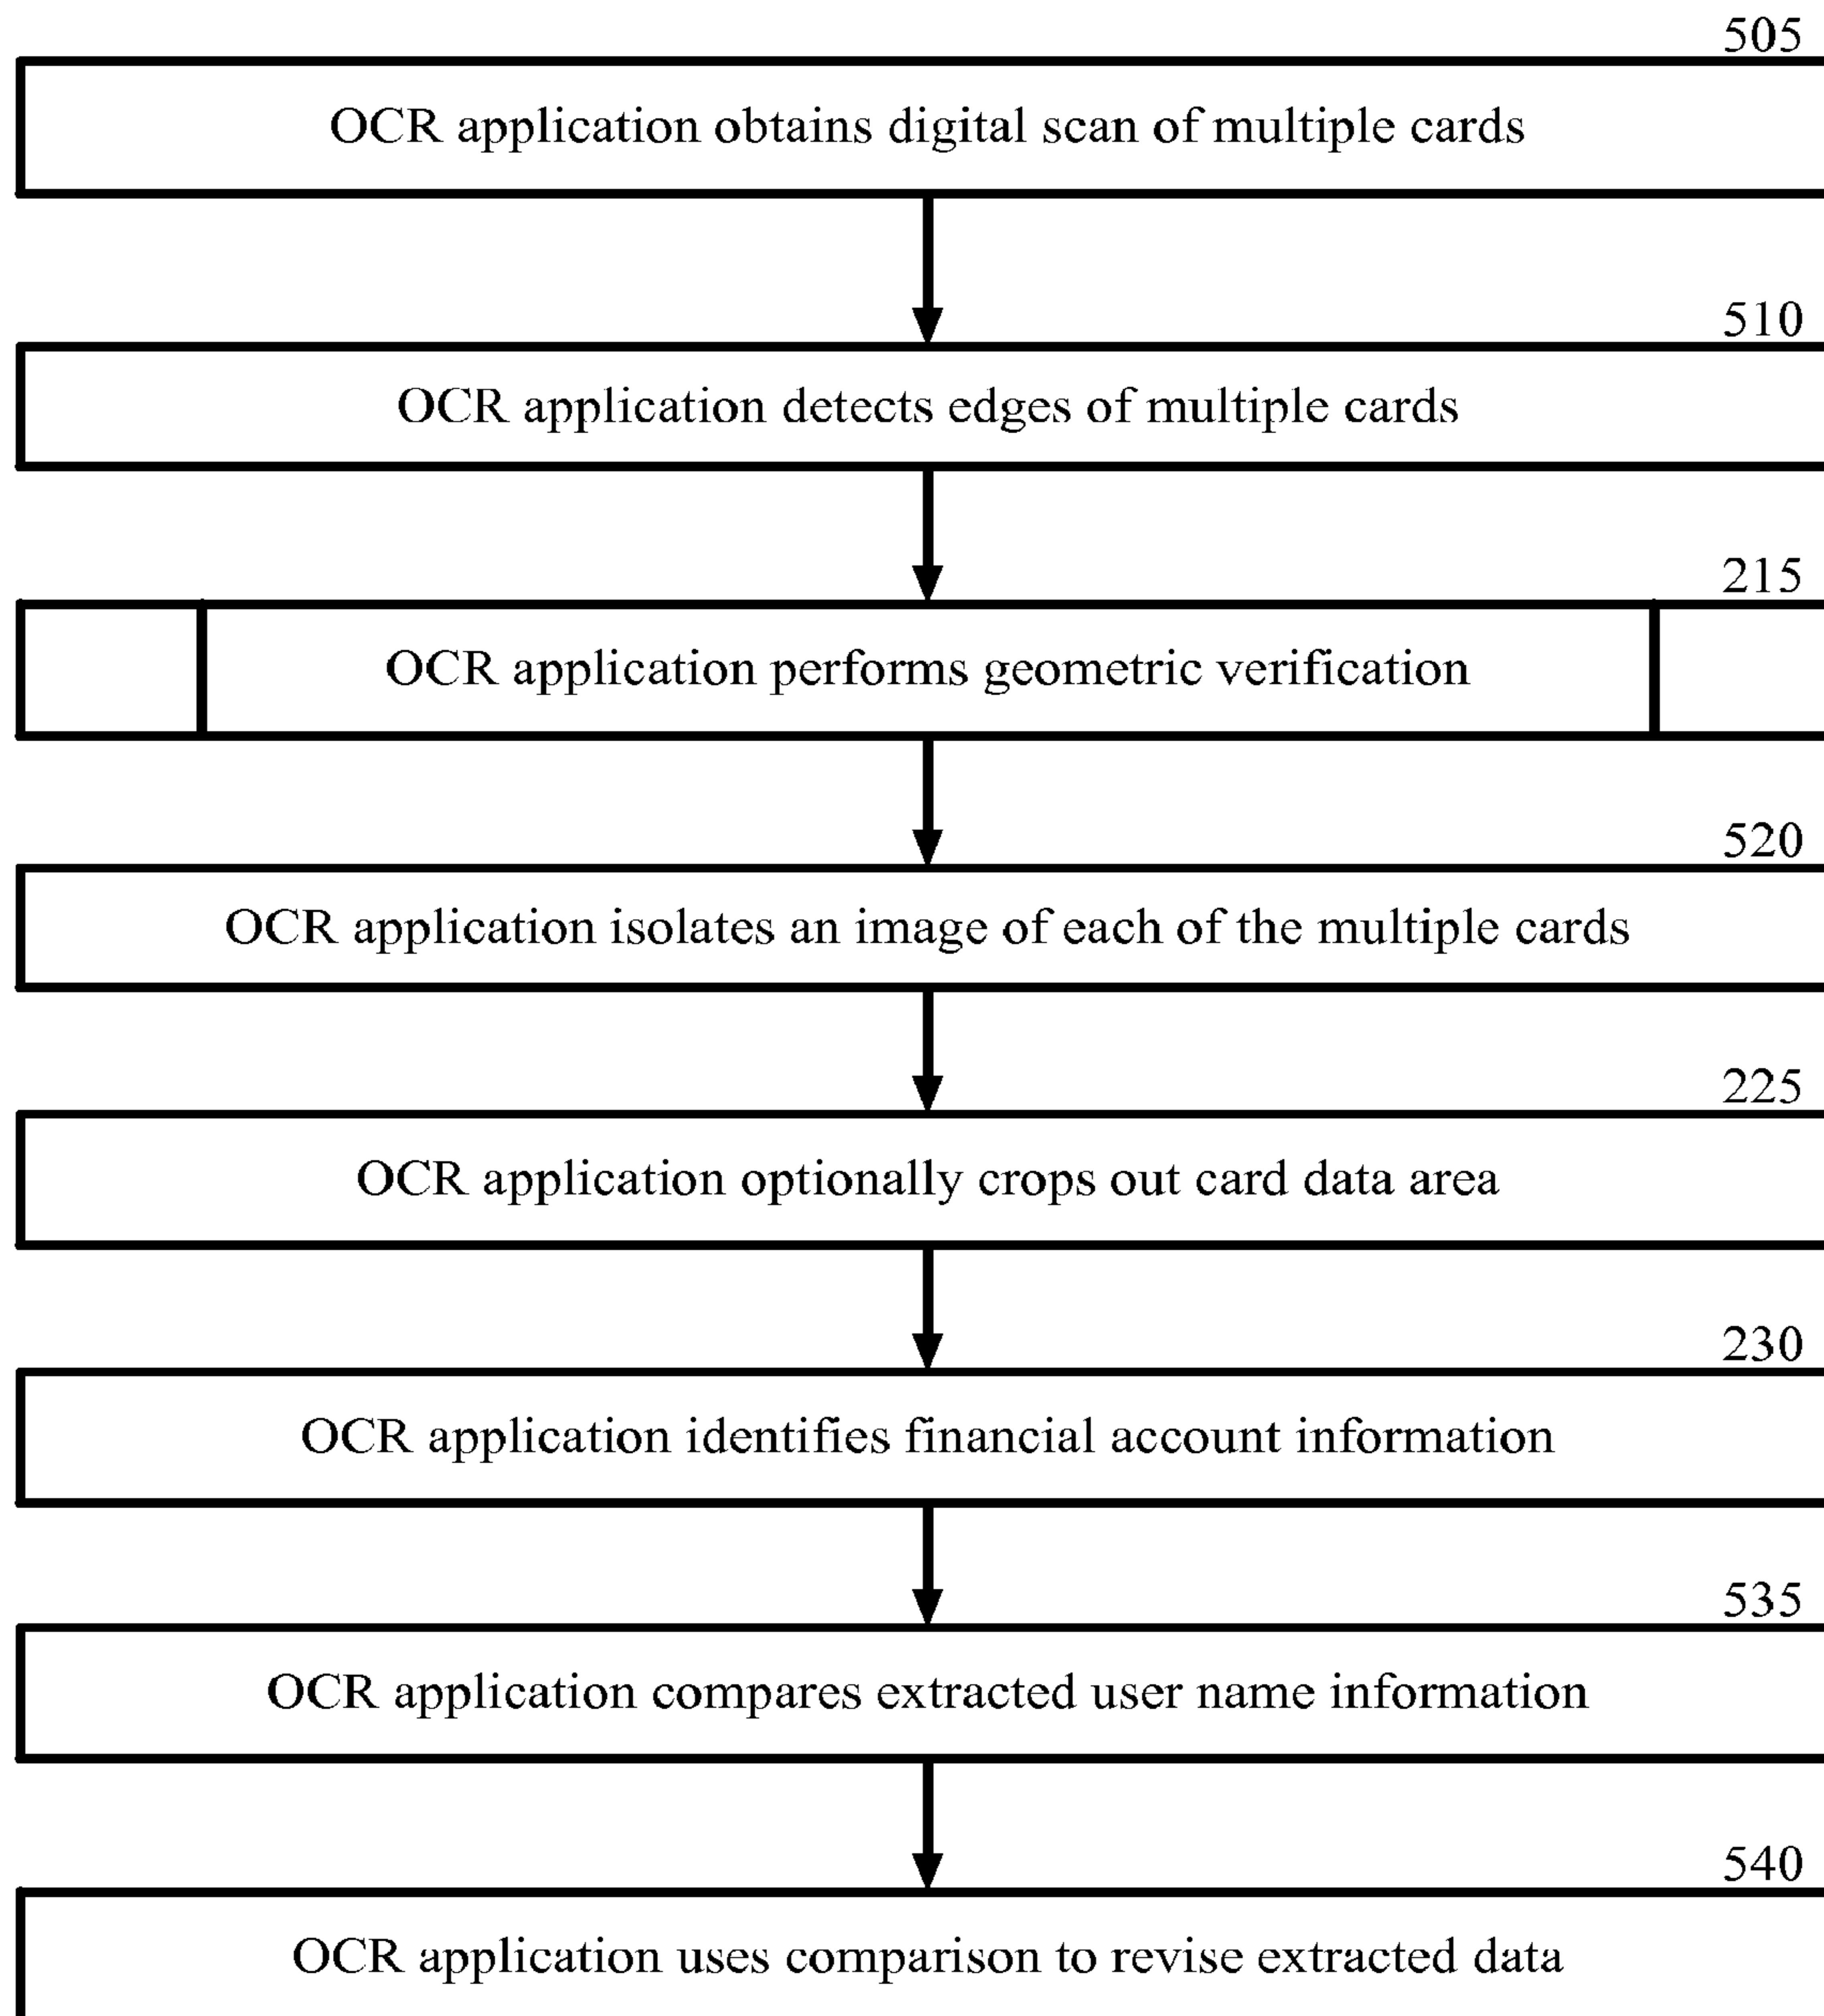 505
OCR application obtains digital scan of multiple cards
510
OCR application detects edges of multiple cards
215
OCR application performs geometric verification
520
OCR application isolates an image of each of the multiple cards
225
OCR application optionally crops out card data area
230
OCR application identifies financial account information
535
OCR application compares extracted user name information
540
OCR application uses comparison to revise extracted data